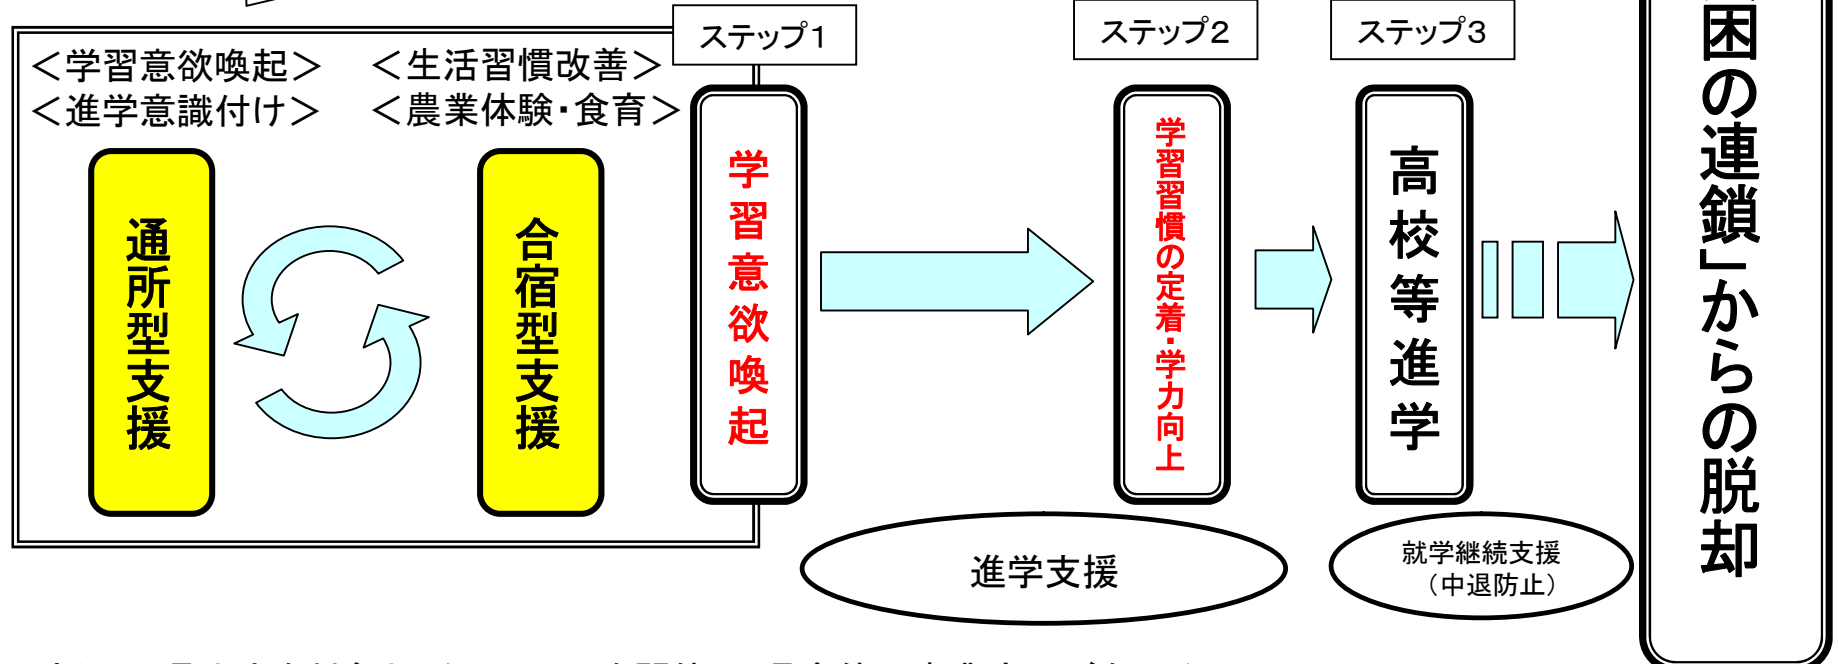 ステップ1
ステップ2
ステップ3
＜学習意欲喚起＞
＜進学意識付け＞
＜生活習慣改善＞
＜農業体験・食育＞
通所型支援
合宿型支援
学習意欲喚起
学習習慣の定着・学力向上
高校等進学
困の連鎖」からの脱却
進学支援
就学継続支援
（中退防止）